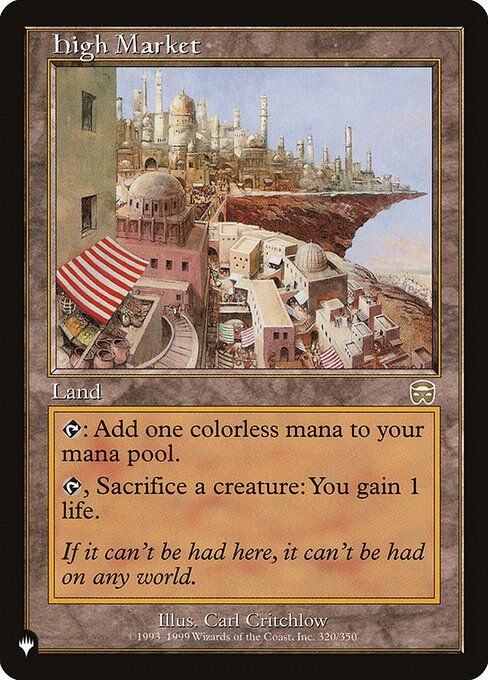 High Market
Land
: Add one colorless mana to your
mana pool.
, Sacrifice a creature: You gain 1
life.
If it can't be had here, it can't be had
on any world.
Illus. Carl Critchlow
©1993-1999 Wizards of the Coast, Inc. 320/350